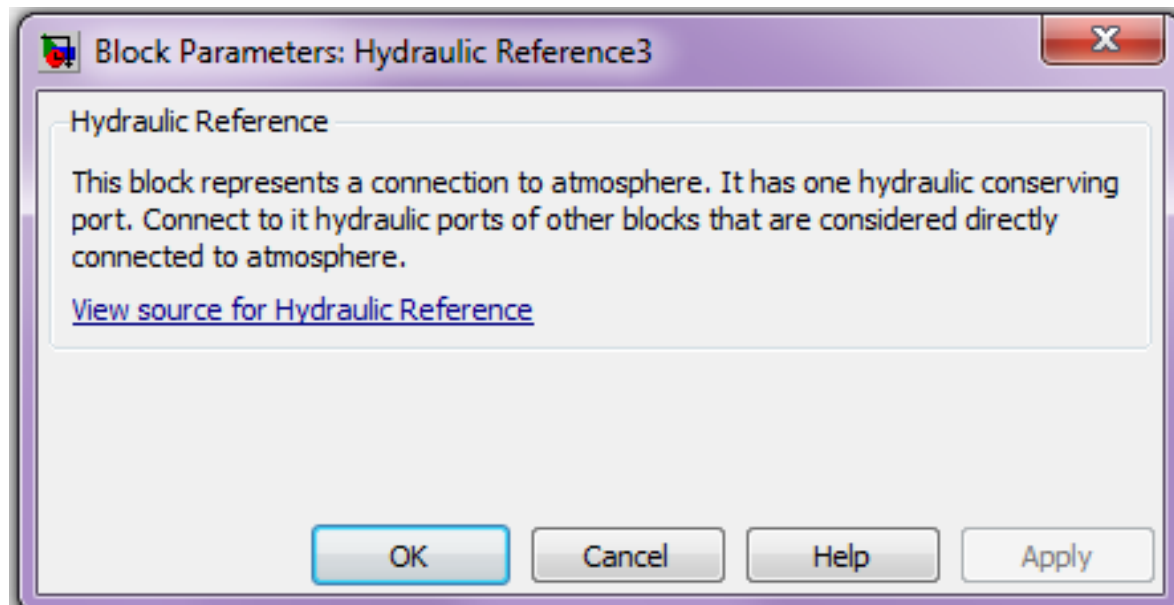 Block Parameters: Hydraulic Reference3
X
Hydraulic Reference
This block represents a connection to atmosphere. It has one hydraulic conserving
port. Connect to it hydraulic ports of other blocks that are considered directly
connected to atmosphere.
View source for Hydraulic Reference
OK Cancel Help Apply